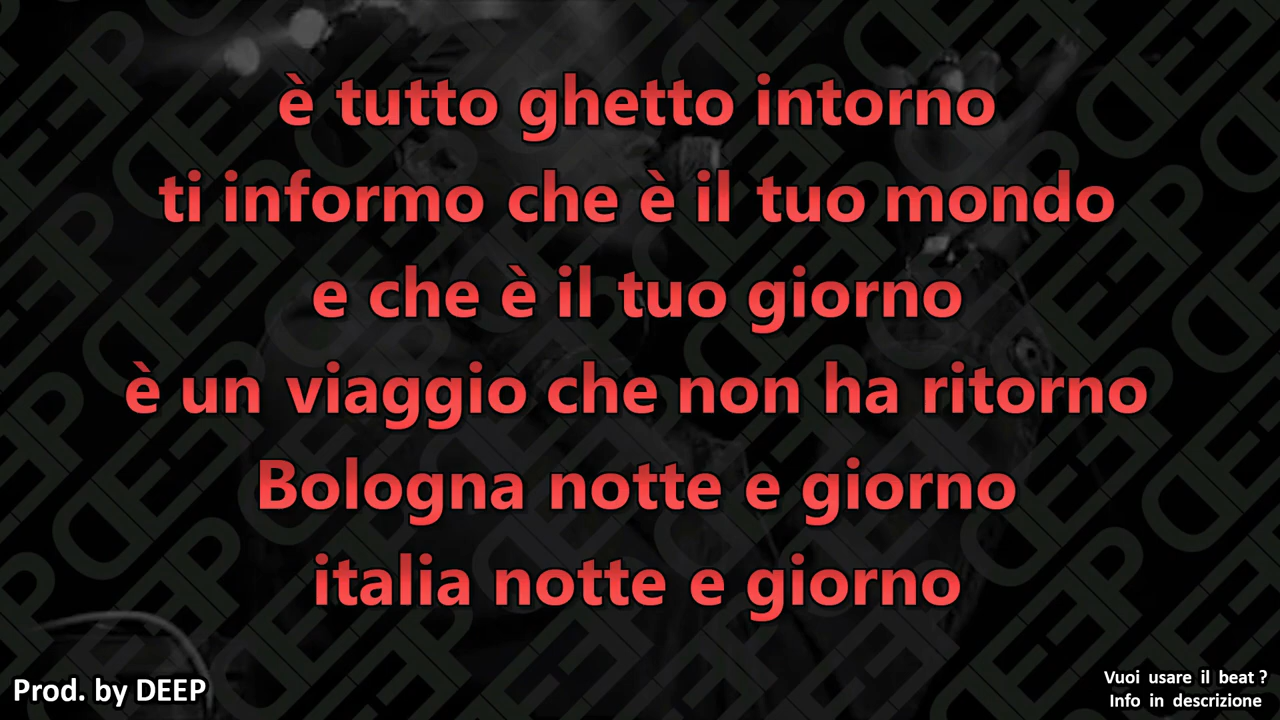 è tutto ghetto intorno
ti informo che è il tuo mondo
e che è il tuo giorno
è un viaggio che non ha ritorno
Bologna notte e giorno
italia notte e giorno
Prod. by DEEP
Vuoi usare il beat ?
Info in descrizione